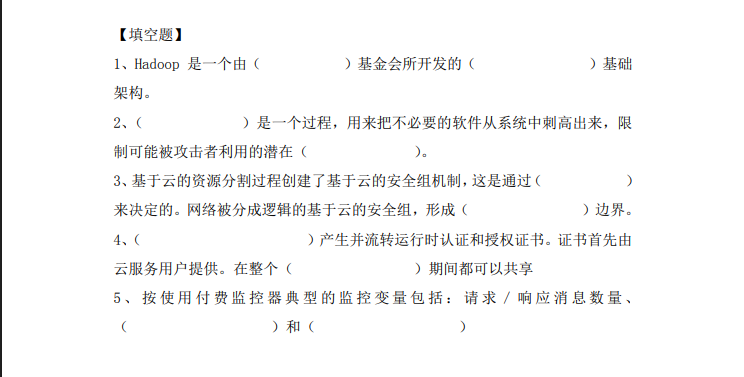 【填空题】
1、Hadoop 是一个由（ ）基金会所开发的（ ）基础
架构。
2、（ ）是一个过程，用来把不必要的软件从系统中刺高出来，限
制可能被攻击者利用的潜在（ ）。
3、基于云的资源分割过程创建了基于云的安全组机制，这是通过（ ）
来决定的。网络被分成逻辑的基于云的安全组，形成（ ）边界。
4、（ ）产生并流转运行时认证和授权证书。证书首先由
云服务用户提供。在整个（ ）期间都可以共享
5、按使用付费监控器典型的监控变量包括：请求 / 响应消息数量、
（ ）和（ ）